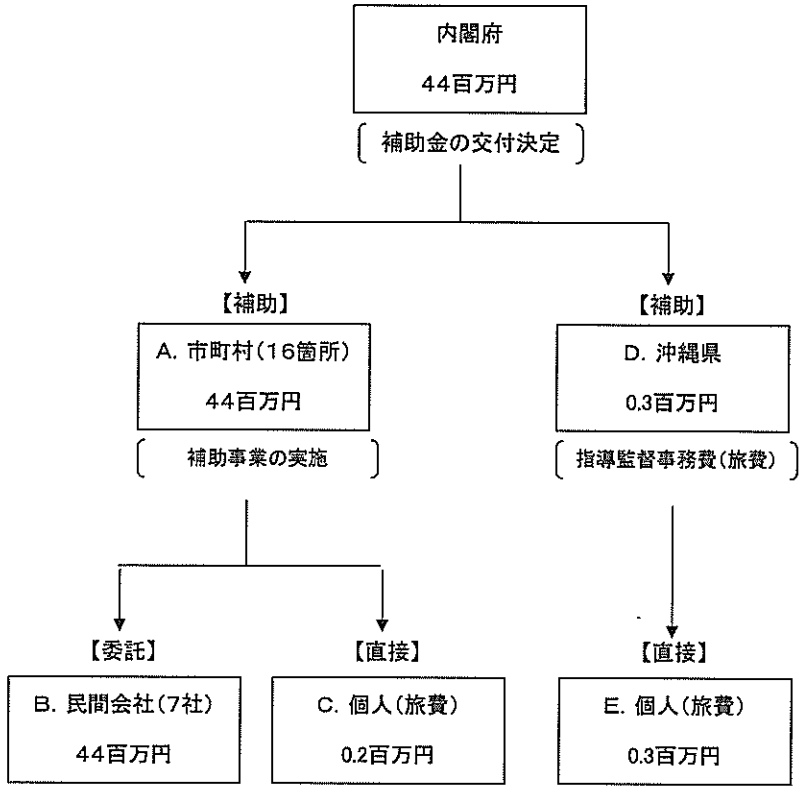 内閣府
44百万円
〔 補助金の交付決定 〕
【補助】 【補助】
A. 市町村(16箇所) D. 沖縄県
44百万円 0.3百万円
〔 補助事業の実施 〕 〔 指導監督事務費(旅費) 〕
【委託】 【直接】 【直接】
B. 民間会社(7社) C. 個人(旅費) E. 個人(旅費)
44百万円 0.2百万円 0.3百万円